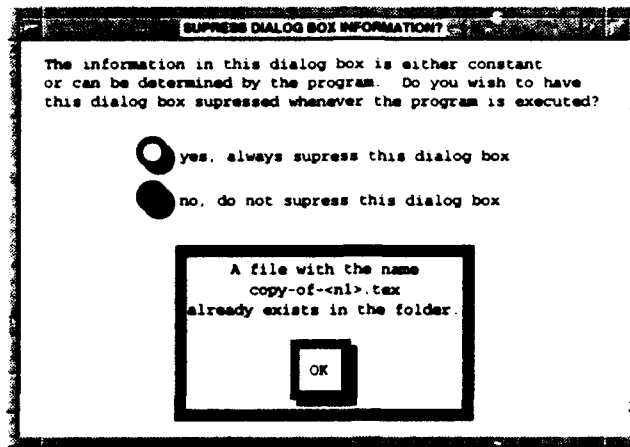 SUPRESS DIALOG BOX INFORMATION?
The information in this dialog box is either constant
or can be determined by the program. Do you wish to have
this dialog box supressed whenever the program is executed?
yes, always supress this dialog box
no, do not supress this dialog box
A file with the name
copy-of-<nl>.tex
already exists in the folder.
OK